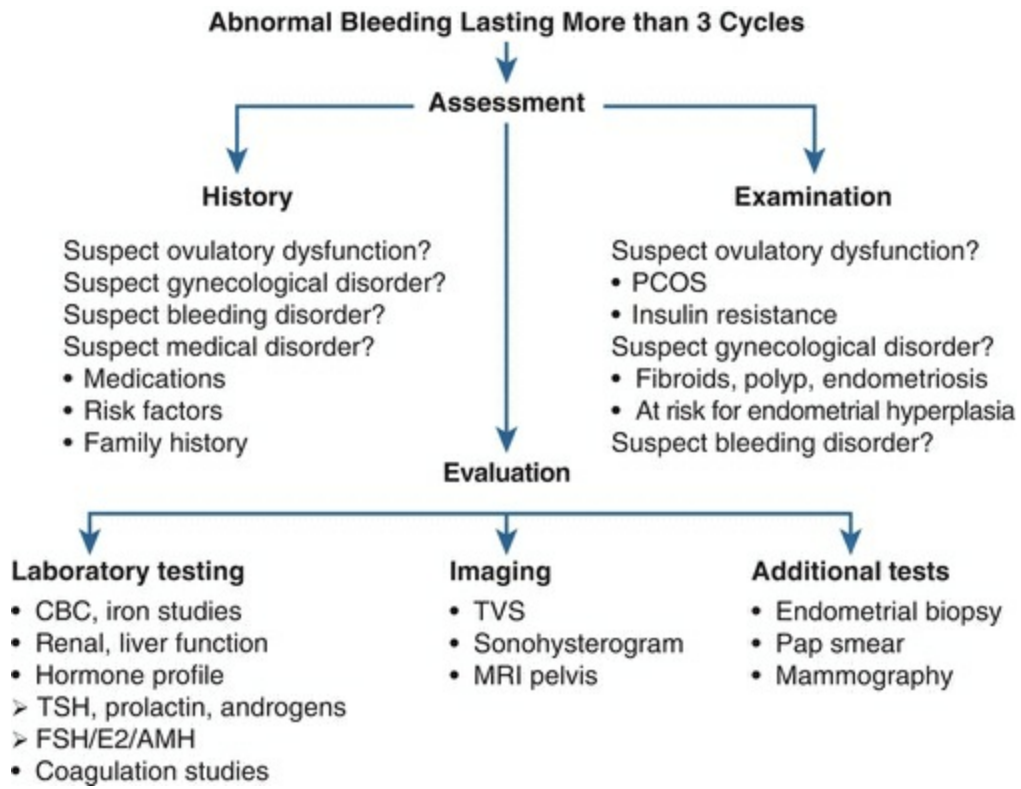 Abnormal Bleeding Lasting More than 3 Cycles
Assessment
History
Suspect ovulatory dysfunction?
Suspect gynecological disorder?
Suspect bleeding disorder?
Suspect medical disorder?
• Medications
• Risk factors
• Family history
Examination
Suspect ovulatory dysfunction?
• PCOS
• Insulin resistance
Suspect gynecological disorder?
• Fibroids, polyp, endometriosis
• At risk for endometrial hyperplasia
Suspect bleeding disorder?
Evaluation
Laboratory testing
• CBC, iron studies
• Renal, liver function
• Hormone profile
➢ TSH, prolactin, androgens
➢ FSH/E2/AMH
• Coagulation studies
Imaging
• TVS
• Sonohysterogram
• MRI pelvis
Additional tests
• Endometrial biopsy
• Pap smear
• Mammography